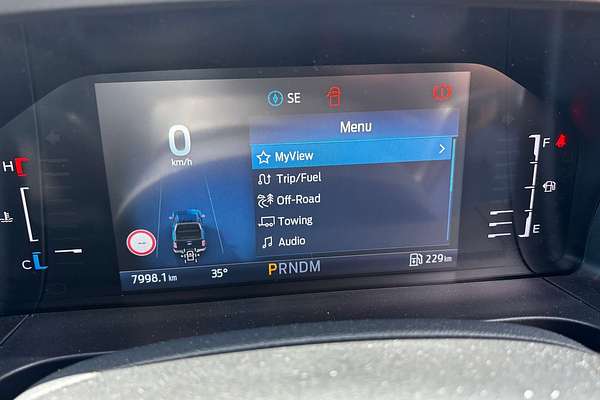 SE
Menu
MyView
Trip/Fuel
Off-Road
Towing
Audio
0
km/h
H
C
F
E
7998.1 km
35°
PRNDM
229 km